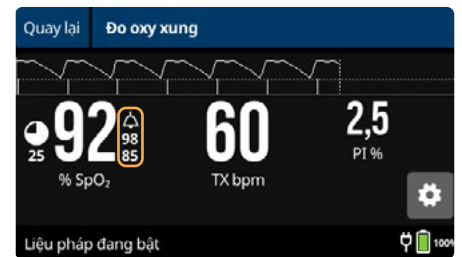 Quay lại Đo oxy xung
92 98 60 2,5
25 85
% SpO₂ TX bpm PI %
Liệu pháp đang bật 100%